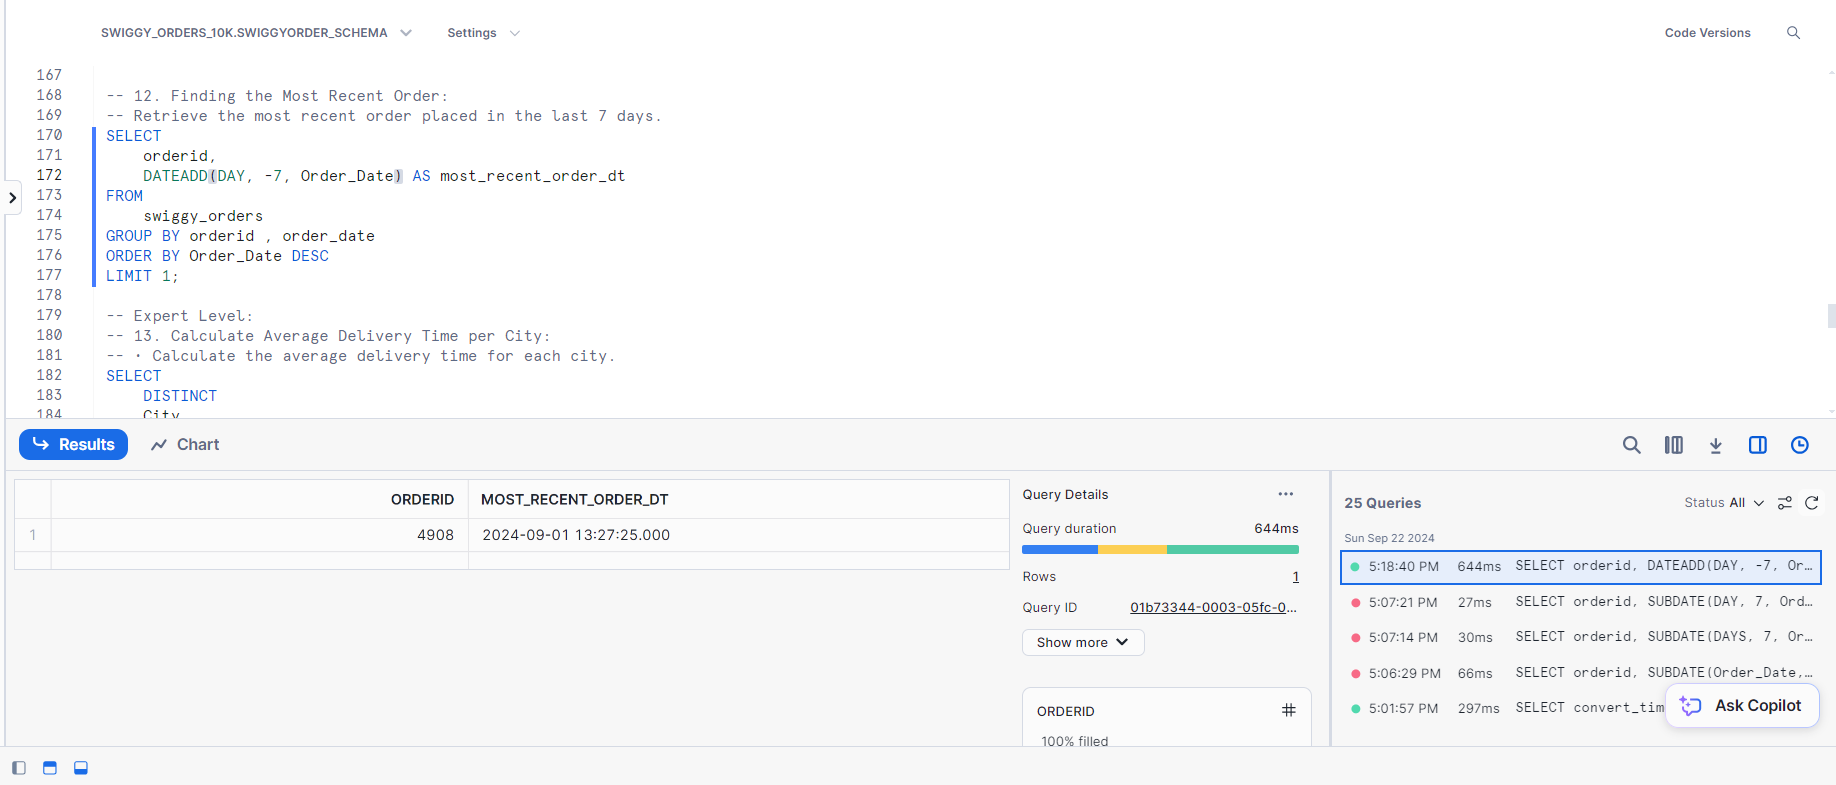 SWIGGY_ORDERS_10K.SWIGGYORDER_SCHEMA Settings Code Versions
167
168 -- 12. Finding the Most Recent Order:
169 -- Retrieve the most recent order placed in the last 7 days.
170 SELECT
171 orderid,
172 DATEADD(DAY, -7, Order_Date) AS most_recent_order_dt
173 FROM
174 swiggy_orders
175 GROUP BY orderid , order_date
176 ORDER BY Order_Date DESC
177 LIMIT 1;
178
179 -- Expert Level:
180 -- 13. Calculate Average Delivery Time per City:
181 -- · Calculate the average delivery time for each city.
182 SELECT
183 DISTINCT
184 City
Results Chart
ORDERID MOST_RECENT_ORDER_DT
1 4908 2024-09-01 13:27:25.000
Query Details ...
Query duration 644ms
Rows 1
Query ID 01b73344-0003-05fc-0...
Show more
ORDERID #
100% filled
25 Queries Status All
Sun Sep 22 2024
5:18:40 PM 644ms SELECT orderid, DATEADD(DAY, -7, Or...
5:07:21 PM 27ms SELECT orderid, SUBDATE(DAY, 7, Ord...
5:07:14 PM 30ms SELECT orderid, SUBDATE(DAYS, 7, Or...
5:06:29 PM 66ms SELECT orderid, SUBDATE(Order_Date,...
5:01:57 PM 297ms SELECT convert_tim
Ask Copilot